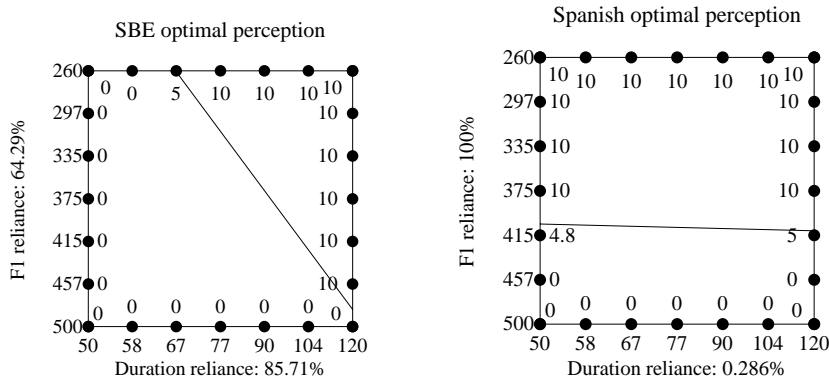 SBE optimal perception
260 0 0 5 10 10 10 10
297 0 10
335 0 10
375 0 10
415 0 10
457 0 10
500 0 0 0 0 0 0 0
50 58 67 77 90 104 120
Duration reliance: 85.71%
F1 reliance: 64.29%
Spanish optimal perception
260 10 10 10 10 10 10 10
297 10 10
335 10 10
375 10 10
415 4.8 5
457 0 0
500 0 0 0 0 0 0 0
50 58 67 77 90 104 120
Duration reliance: 0.286%
F1 reliance: 100%